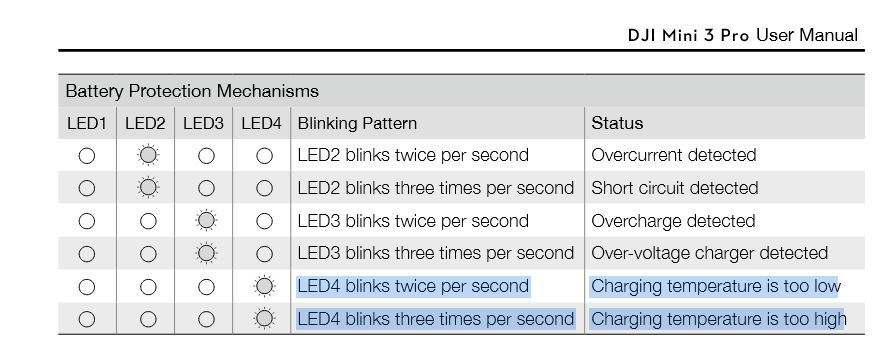 DJI Mini 3 Pro User Manual
Battery Protection Mechanisms
LED1 LED2 LED3 LED4 Blinking Pattern Status
LED2 blinks twice per second Overcurrent detected
LED2 blinks three times per second Short circuit detected
LED3 blinks twice per second Overcharge detected
LED3 blinks three times per second Over-voltage charger detected
LED4 blinks twice per second Charging temperature is too low
LED4 blinks three times per second Charging temperature is too high